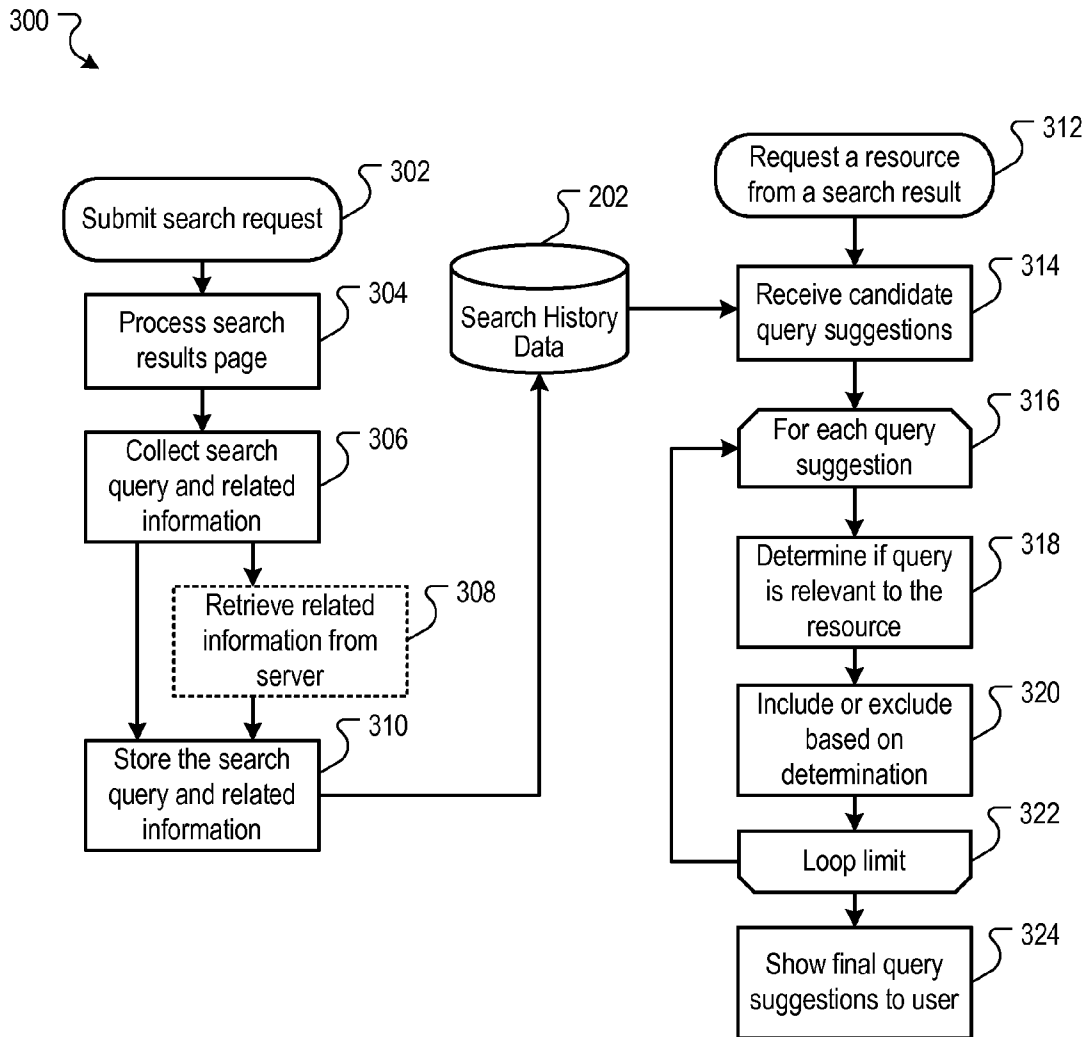 300
302
Submit search request
304
Process search
results page
306
Collect search
query and related
information
308
Retrieve related
information from
server
310
Store the search
query and related
information
202
Search History
Data
312
Request a resource
from a search result
314
Receive candidate
query suggestions
316
For each query
suggestion
318
Determine if query
is relevant to the
resource
320
Include or exclude
based on
determination
322
Loop limit
324
Show final query
suggestions to user